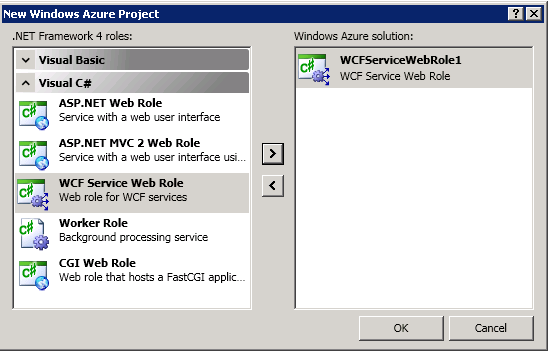 New Windows Azure Project
.NET Framework 4 roles:
Visual Basic
Visual C#
ASP.NET Web Role
Service with a web user interface
ASP.NET MVC 2 Web Role
Service with a web user interface usi...
WCF Service Web Role
Web role for WCF services
Worker Role
Background processing service
CGI Web Role
Web role that hosts a FastCGI applic...
Windows Azure solution:
WCFServiceWebRole1
WCF Service Web Role
OK
Cancel